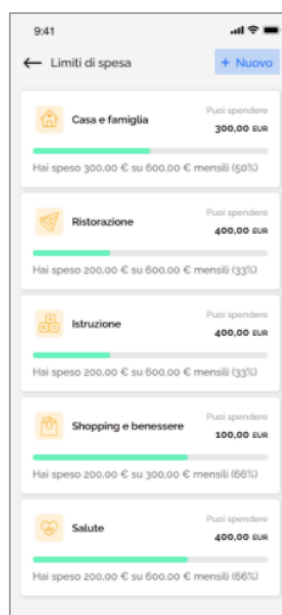 9:41
Limiti di spesa
+ Nuovo
Puoi spendere
Casa e famiglia
300,00 EUR
Hai speso 300.00 € su 600.00 € mensili (50%)
Puoi spendere
Ristorazione
400,00 EUR
Hai speso 200.00 € su 600.00 € mensili (33%)
Puoi spendere
Istruzione
400,00 EUR
Hai speso 200.00 € su 600.00 € mensili (33%)
Puoi spendere
Shopping e benessere
100,00 EUR
Hai speso 200.00 € su 300.00 € mensili (66%)
Puoi spendere
Salute
400,00 EUR
Hai speso 200.00 € su 600.00 € mensili (66%)